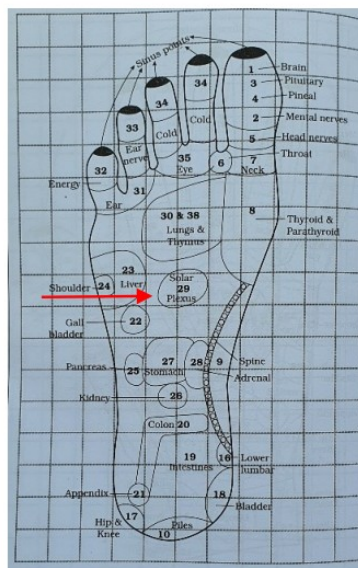 Sinus points
1 Brain
34
3 Pituitary
34
4 Pineal
33
Cold
Cold
2 Mental nerves
Ear nerve
5 Head nerves
32
35
Eye
6
7
Neck
Throat
Energy
31
Ear
30 & 38
Lungs &
Thymus
8
Thyroid &
Parathyroid
23
Liver
Solar
29
Plexus
Shoulder
24
Gall
bladder
22
27
Stomach
28
9
Spine
Pancreas
25
Adrenal
Kidney
26
Colon 20
19
Intestines
16
Lower
lumbar
Appendix
21
18
Bladder
17
Hip &
Knee
Piles
10